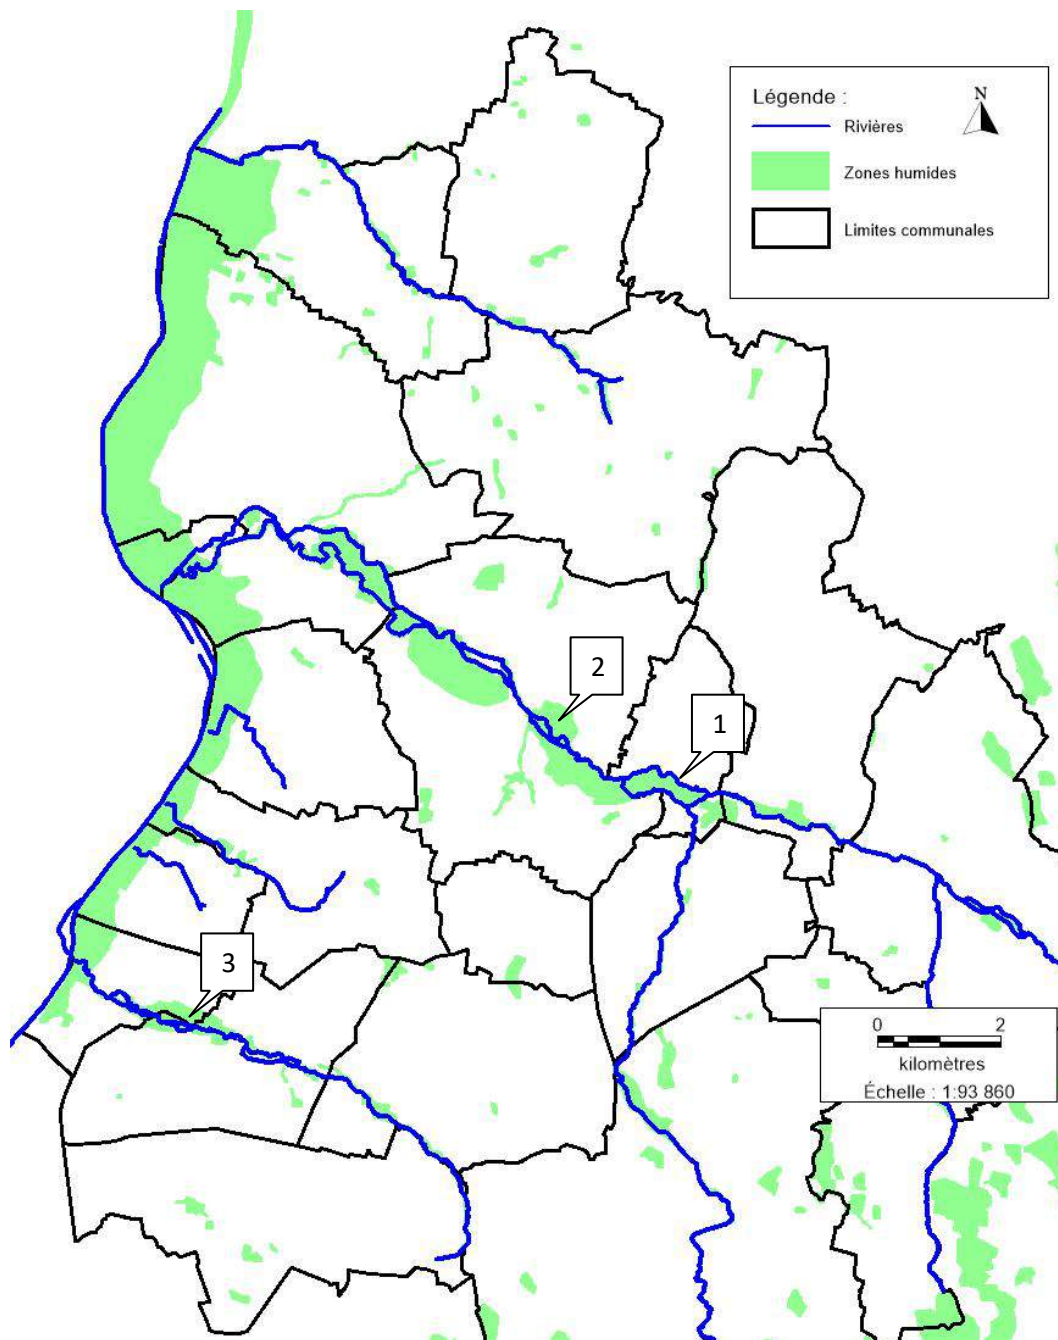 Légende :
N
Rivières
Zones humides
Limites communales
2
1
3
0 2
kilomètres
Échelle : 1:93 860